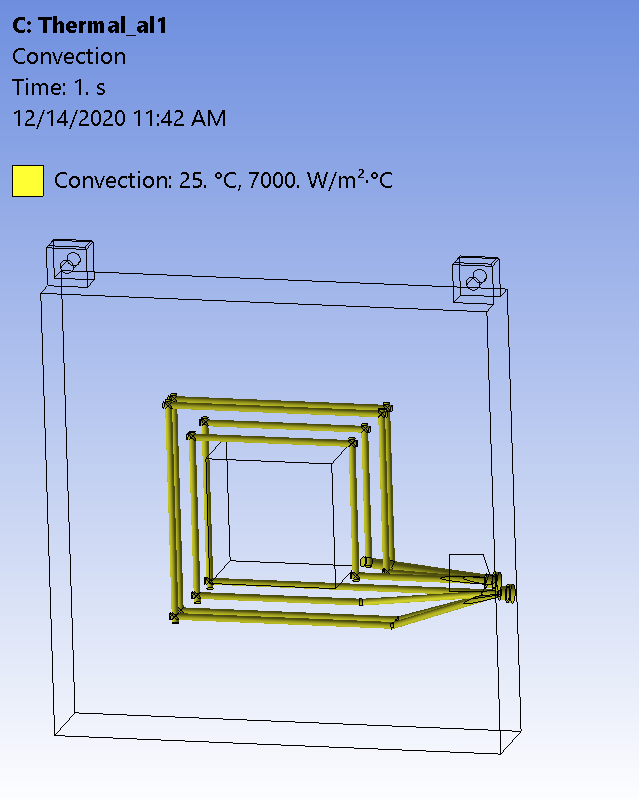 C: Thermal_al1
Convection
Time: 1. s
12/14/2020 11:42 AM
Convection: 25. °C, 7000. W/m²·°C